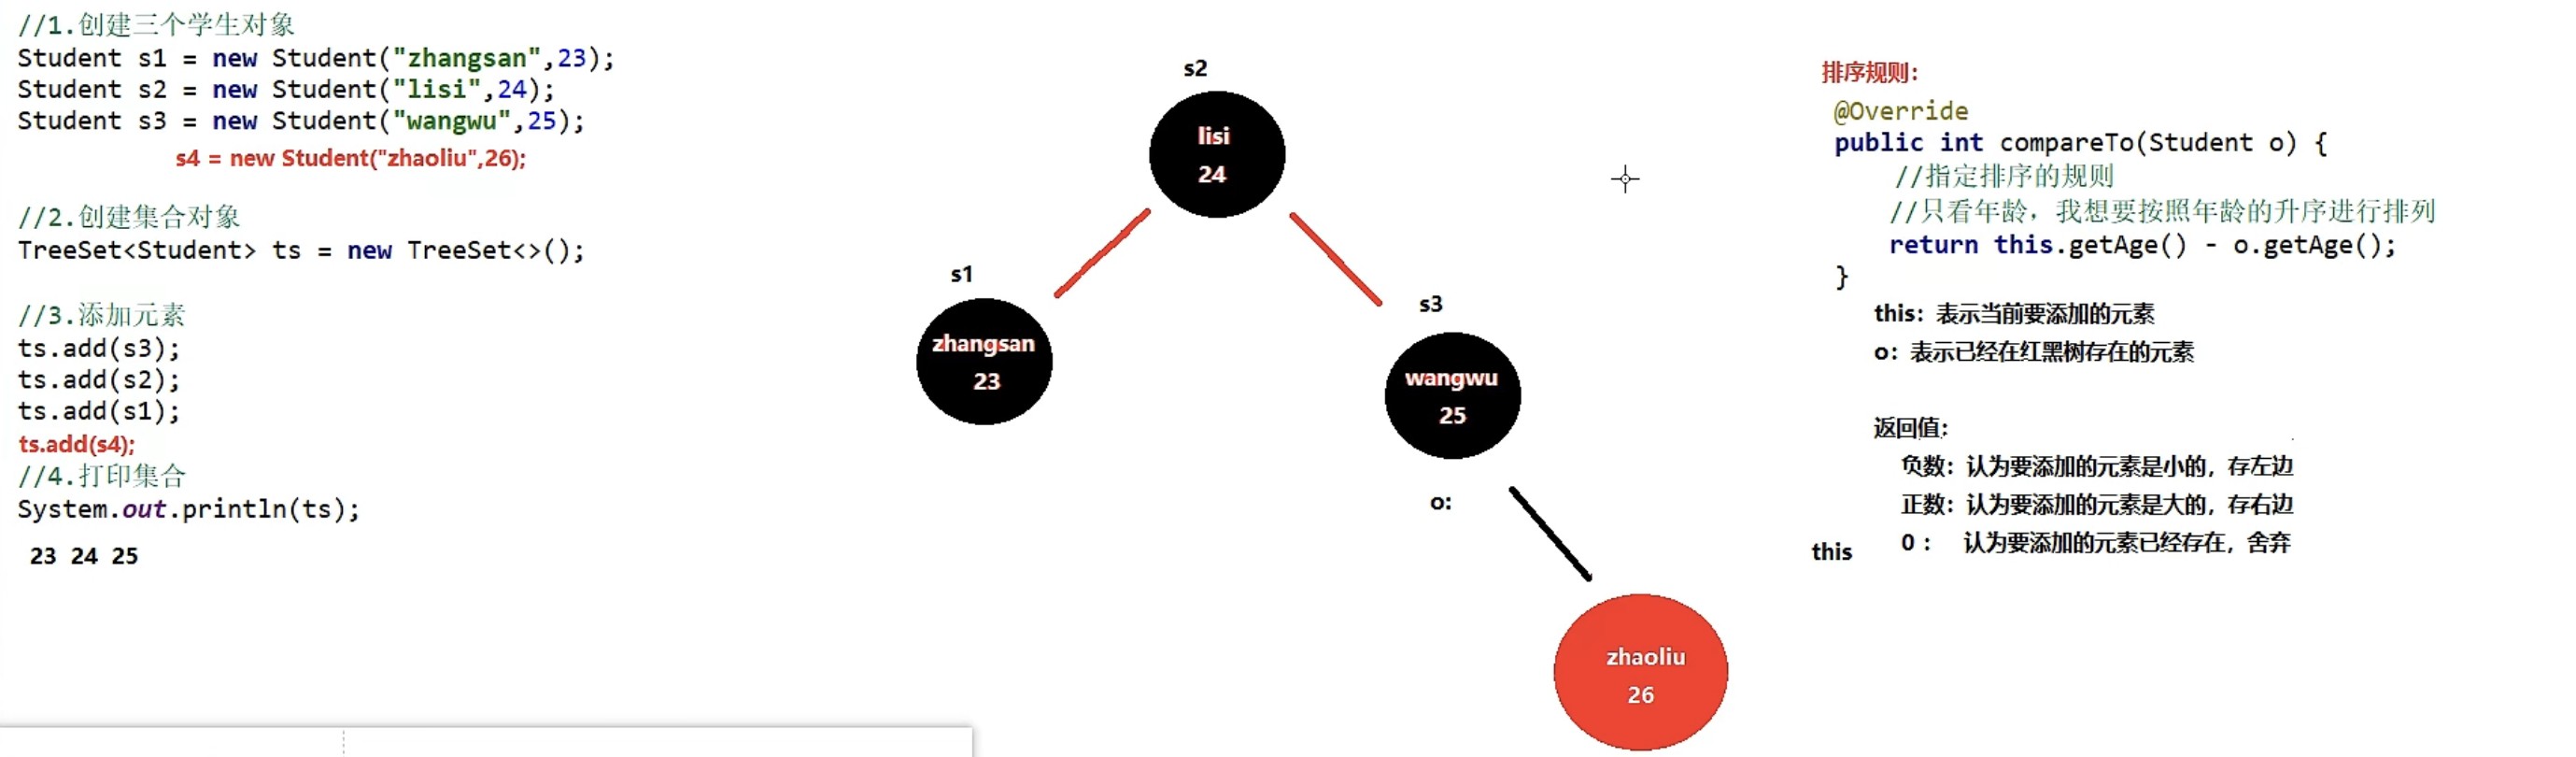 //1.创建三个学生对象
Student s1 = new Student("zhangsan",23);
Student s2 = new Student("lisi",24);
Student s3 = new Student("wangwu",25);
s4 = new Student("zhaoliu",26);
//2.创建集合对象
TreeSet<Student> ts = new TreeSet<>();
//3.添加元素
ts.add(s3);
ts.add(s2);
ts.add(s1);
ts.add(s4);
//4.打印集合
System.out.println(ts);
23 24 25
s2
lisi
24
s1
zhangsan
23
s3
wangwu
25
o:
zhaoliu
26
排序规则:
@Override
public int compareTo(Student o) {
//指定排序的规则
//只看年龄，我想要按照年龄的升序进行排列
return this.getAge() - o.getAge();
}
this：表示当前要添加的元素
o：表示已经在红黑树存在的元素
返回值:
负数：认为要添加的元素是小的，存左边
正数：认为要添加的元素是大的，存右边
0 ： 认为要添加的元素已经存在，舍弃
this